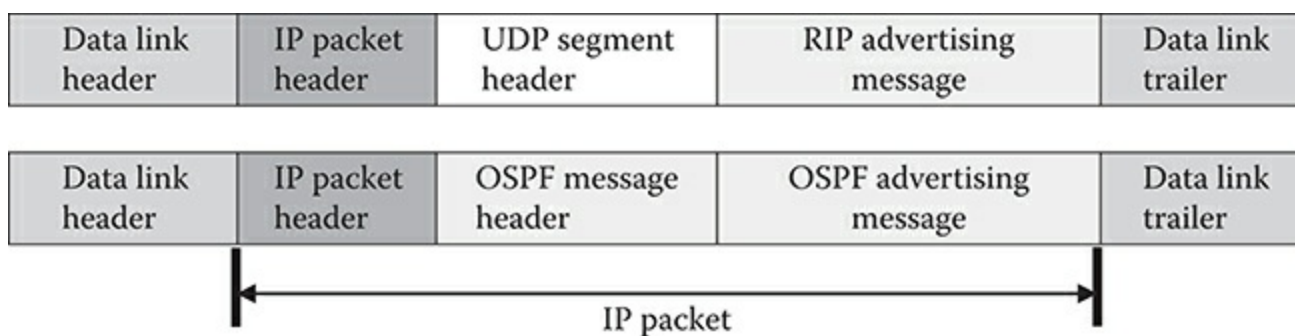 Data link IP packet UDP segment RIP advertising Data link
header header header message trailer
Data link IP packet OSPF message OSPF advertising Data link
header header header message trailer
IP packet